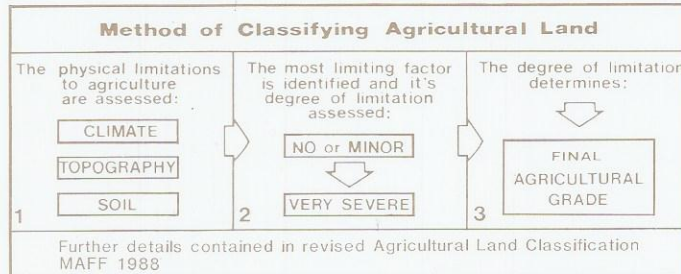 Method of Classifying Agricultural Land
The physical limitations
to agriculture
are assessed:
CLIMATE
TOPOGRAPHY
SOIL
1
The most limiting factor
is identified and it's
degree of limitation
assessed:
NO or MINOR
VERY SEVERE
2
The degree of limitation
determines:
FINAL
AGRICULTURAL
GRADE
3
Further details contained in revised Agricultural Land Classification
MAFF 1988